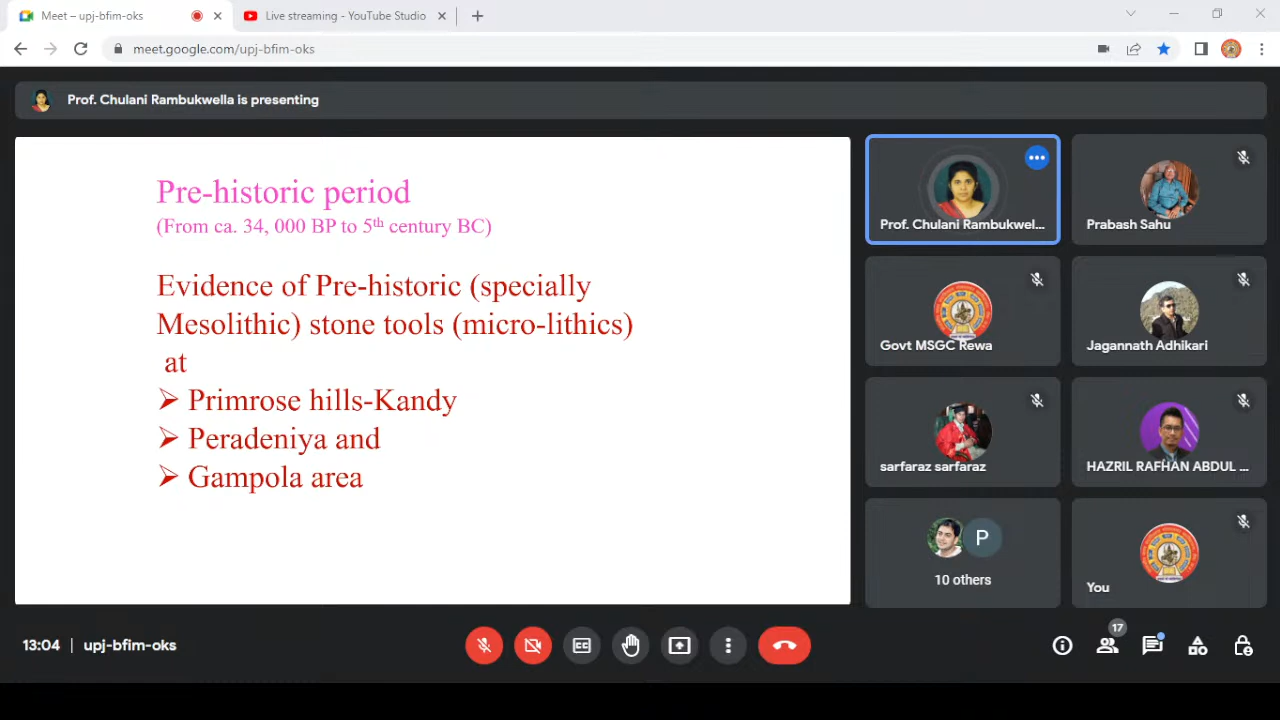 Meet – upj-bfim-oks
Live streaming - YouTube Studio
meet.google.com/upj-bfim-oks
Prof. Chulani Rambukwella is presenting
Pre-historic period
(From ca. 34, 000 BP to 5th century BC)
Evidence of Pre-historic (specially
Mesolithic) stone tools (micro-lithics)
at
➢ Primrose hills-Kandy
➢ Peradeniya and
➢ Gampola area
Prof. Chulani Rambukwel...
Prabash Sahu
Govt MSGC Rewa
Jagannath Adhikari
sarfaraz sarfaraz
HAZRIL RAFHAN ABDUL ...
P
10 others
You
13:04 | upj-bfim-oks
CC
17